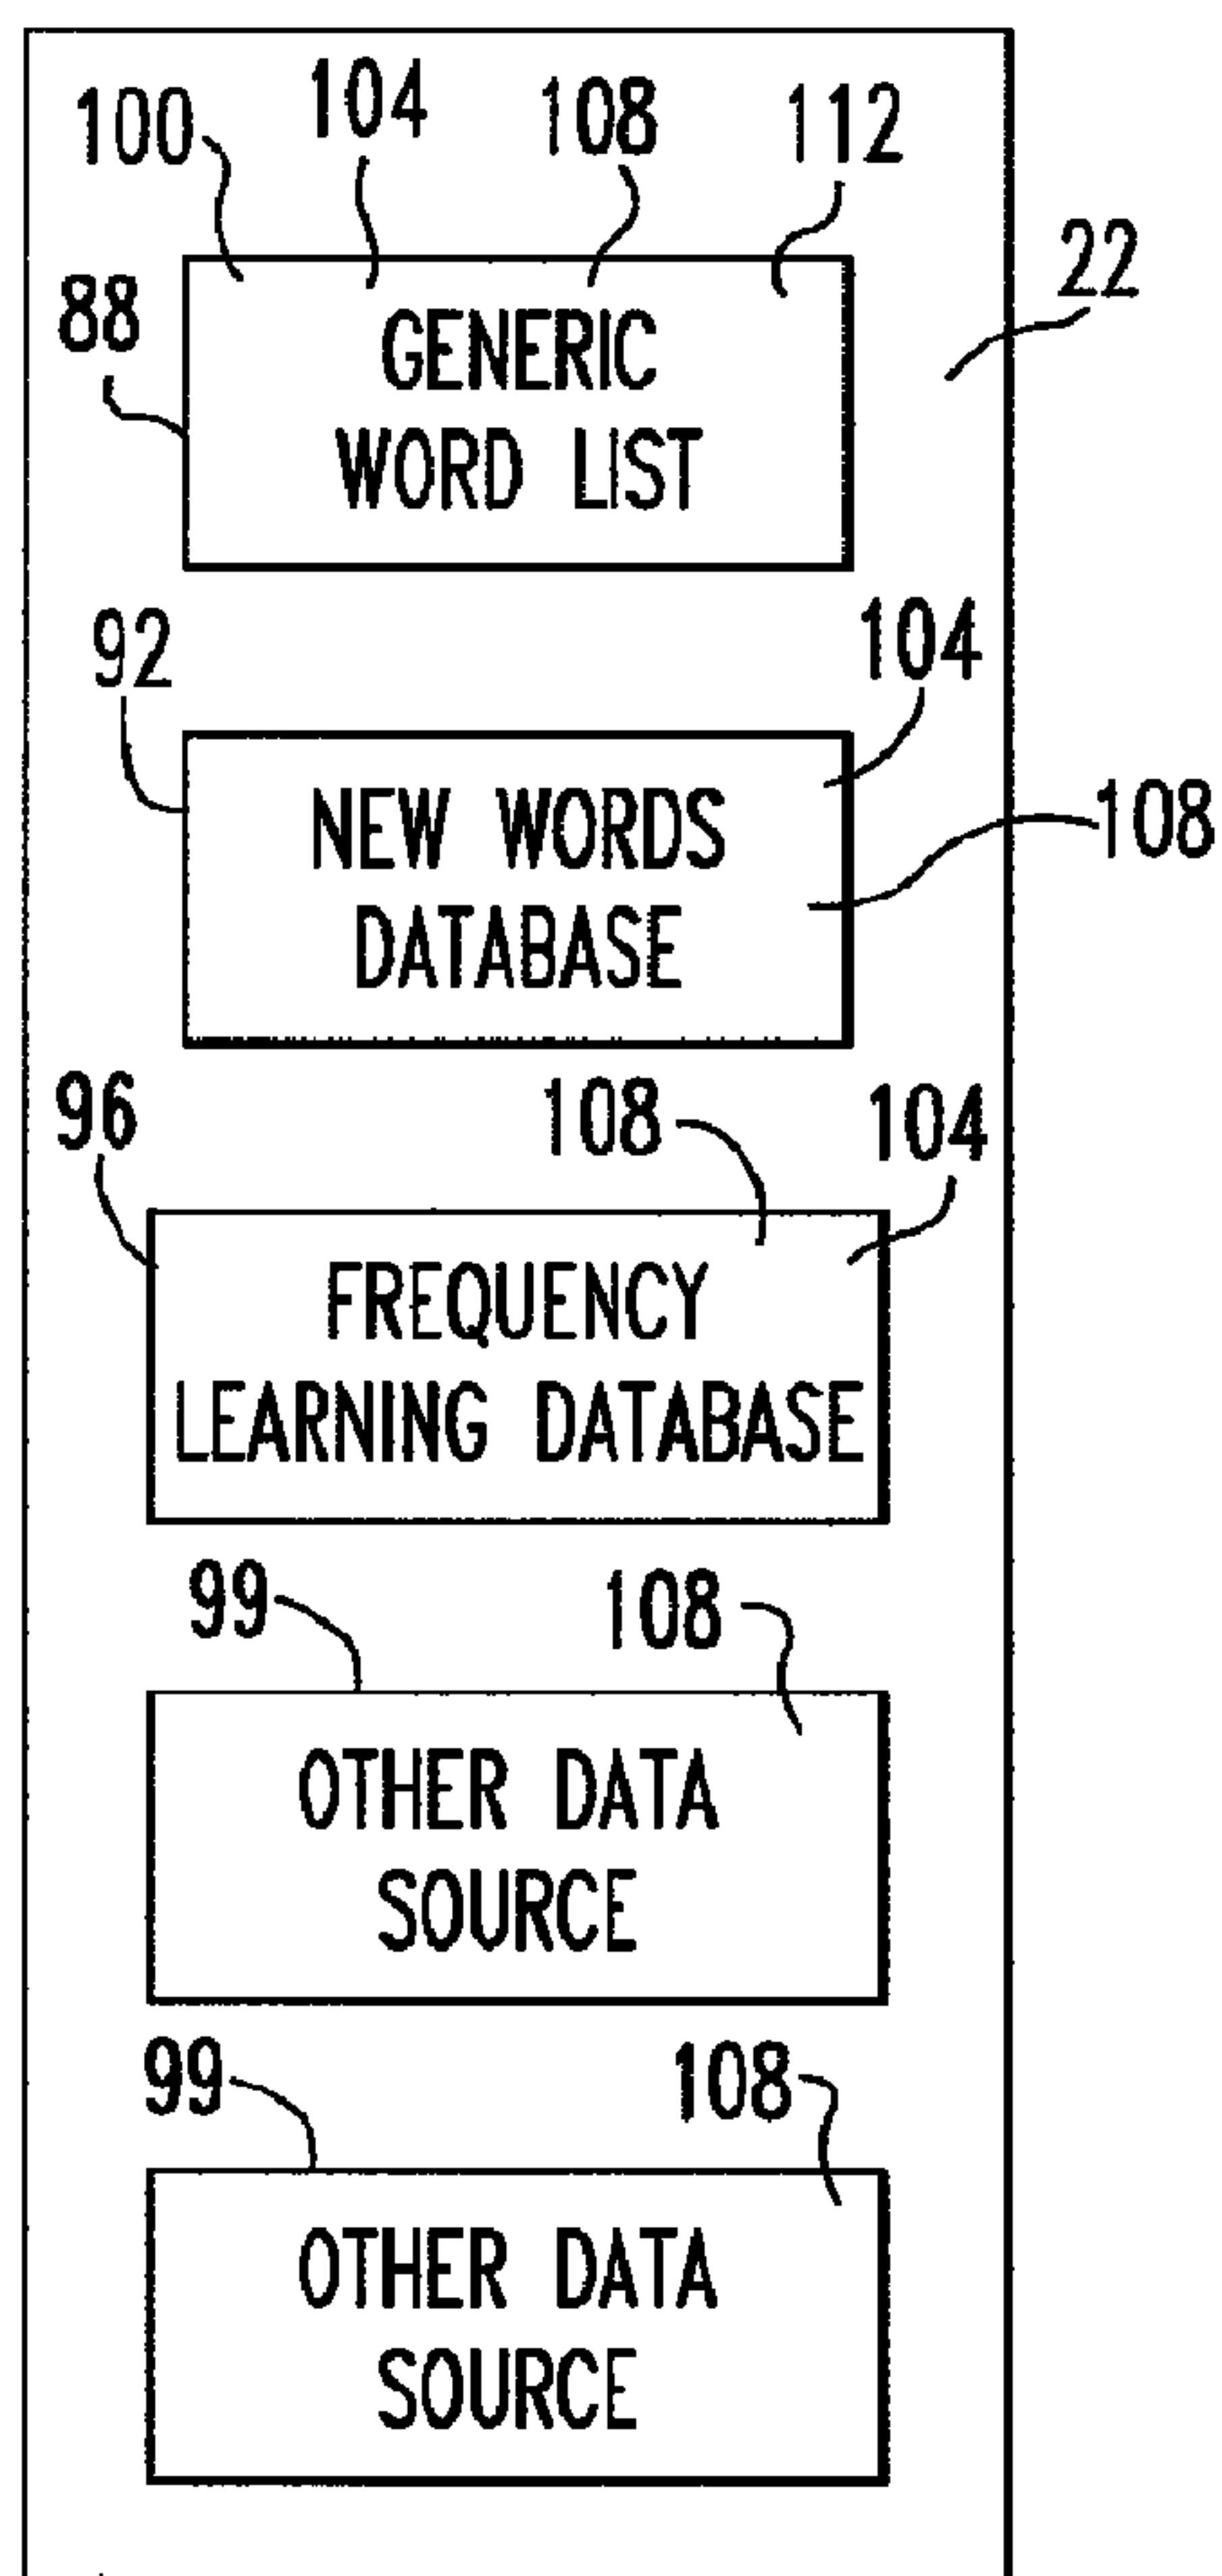 100 104 108 112
22
88
GENERIC
WORD LIST
92 104
108
NEW WORDS
DATABASE
96 108 104
FREQUENCY
LEARNING DATABASE
99 108
OTHER DATA
SOURCE
99 108
OTHER DATA
SOURCE